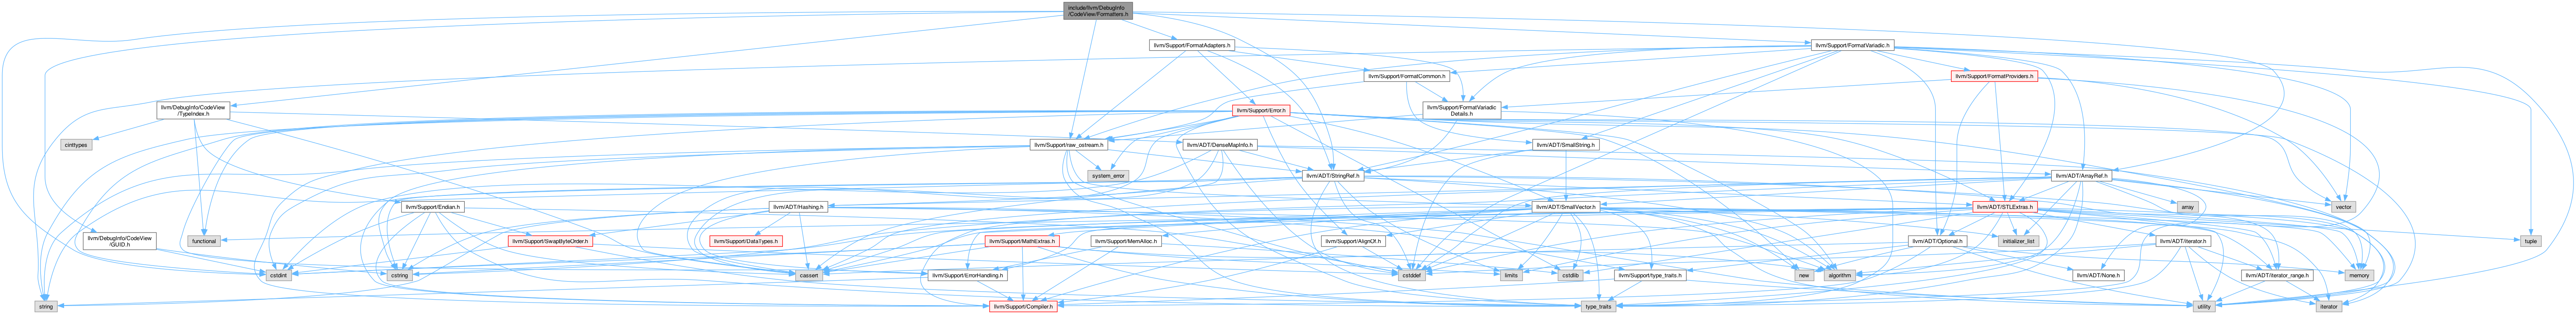 include/llvm/DebugInfo
/CodeView/Formatters.h
llvm/Support/FormatAdapters.h
llvm/Support/FormatVariadic.h
llvm/Support/FormatCommon.h
llvm/Support/FormatProviders.h
llvm/DebugInfo/CodeView
/TypeIndex.h
llvm/Support/Error.h
llvm/Support/FormatVariadic
Details.h
cinttypes
llvm/Support/raw_ostream.h
llvm/ADT/DenseMapInfo.h
llvm/ADT/SmallString.h
system_error
llvm/ADT/StringRef.h
llvm/ADT/ArrayRef.h
llvm/Support/Endian.h
llvm/ADT/Hashing.h
llvm/ADT/SmallVector.h
llvm/ADT/STLExtras.h
array
vector
llvm/DebugInfo/CodeView
/GUID.h
functional
llvm/Support/SwapByteOrder.h
llvm/Support/DataTypes.h
llvm/Support/MathExtras.h
llvm/Support/MemAlloc.h
llvm/Support/AlignOf.h
llvm/ADT/Optional.h
initializer_list
llvm/ADT/iterator.h
tuple
cstdint
cstring
cassert
llvm/Support/ErrorHandling.h
cstddef
limits
cstdlib
llvm/Support/type_traits.h
new
algorithm
llvm/ADT/None.h
llvm/ADT/iterator_range.h
memory
string
llvm/Support/Compiler.h
type_traits
utility
iterator